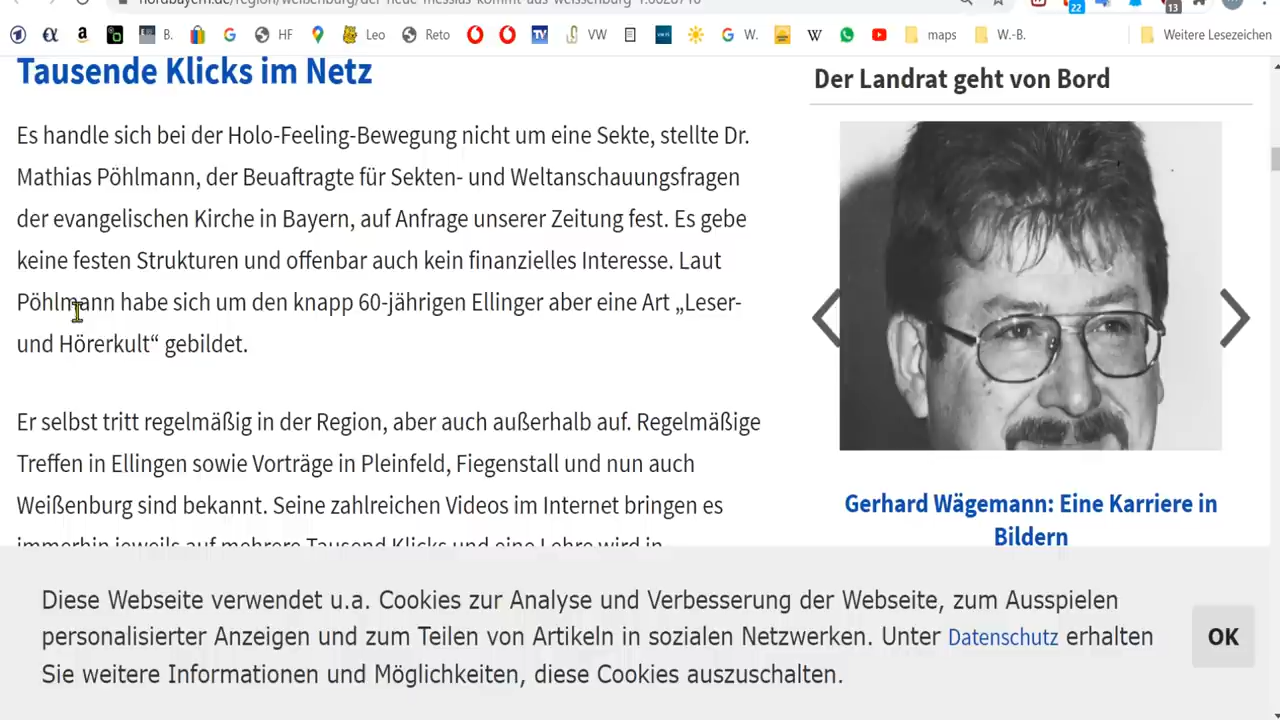 nordbayern.de/region/weißenburg/der-neue-messias-kommt-aus-weissenburg-1.6028710
22
13
B.
HF
Leo
Reto
TV
VW
W.
W
maps
W.-B.
Weitere Lesezeichen
Tausende Klicks im Netz
Es handle sich bei der Holo-Feeling-Bewegung nicht um eine Sekte, stellte Dr.
Mathias Pöhlmann, der Beuaftragte für Sekten- und Weltanschauungsfragen
der evangelischen Kirche in Bayern, auf Anfrage unserer Zeitung fest. Es gebe
keine festen Strukturen und offenbar auch kein finanzielles Interesse. Laut
Pöhlmann habe sich um den knapp 60-jährigen Ellinger aber eine Art „Leser-
und Hörerkult“ gebildet.
Er selbst tritt regelmäßig in der Region, aber auch außerhalb auf. Regelmäßige
Treffen in Ellingen sowie Vorträge in Pleinfeld, Fiegenstall und nun auch
Weißenburg sind bekannt. Seine zahlreichen Videos im Internet bringen es
immerhin jeweils auf mehrere Tausend Klicks und eine Lehre wird in
Der Landrat geht von Bord
Gerhard Wägemann: Eine Karriere in
Bildern
Diese Webseite verwendet u.a. Cookies zur Analyse und Verbesserung der Webseite, zum Ausspielen
personalisierter Anzeigen und zum Teilen von Artikeln in sozialen Netzwerken. Unter Datenschutz erhalten
Sie weitere Informationen und Möglichkeiten, diese Cookies auszuschalten.
OK